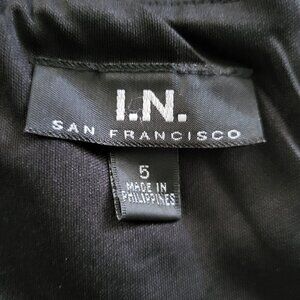 I.N.
SAN FRANCISCO
5
MADE IN
PHILIPPINES